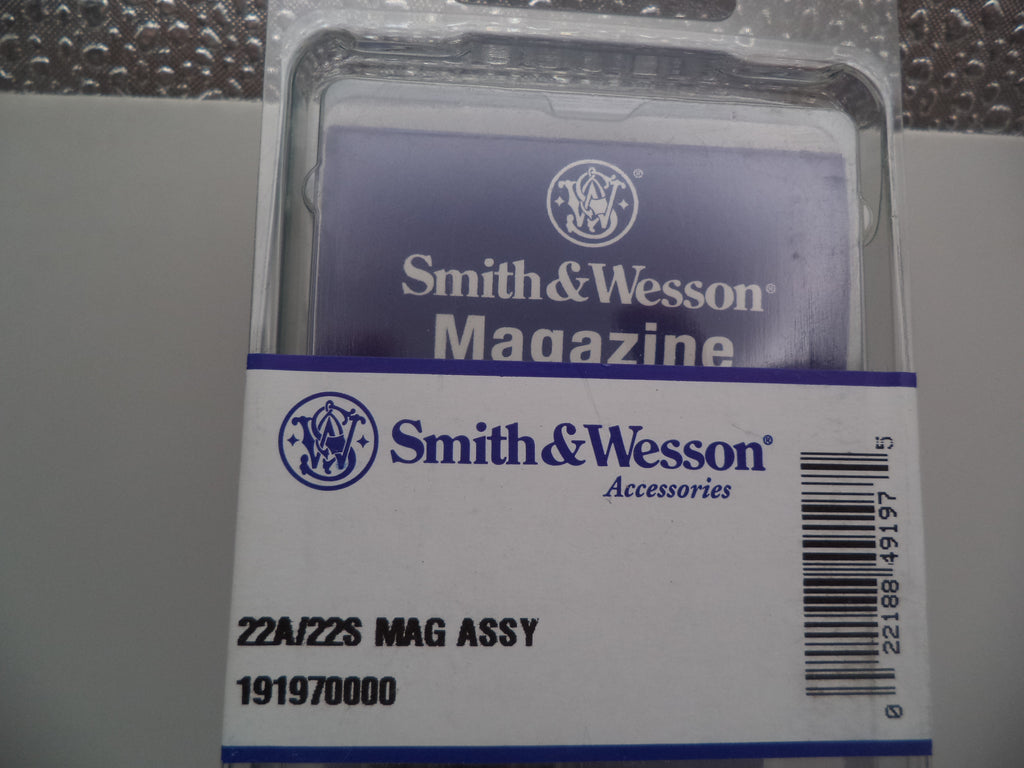 Smith & Wesson®
Magazine
Smith & Wesson®
Accessories
22A/22S MAG ASSY
191970000
0 22188 49197 5